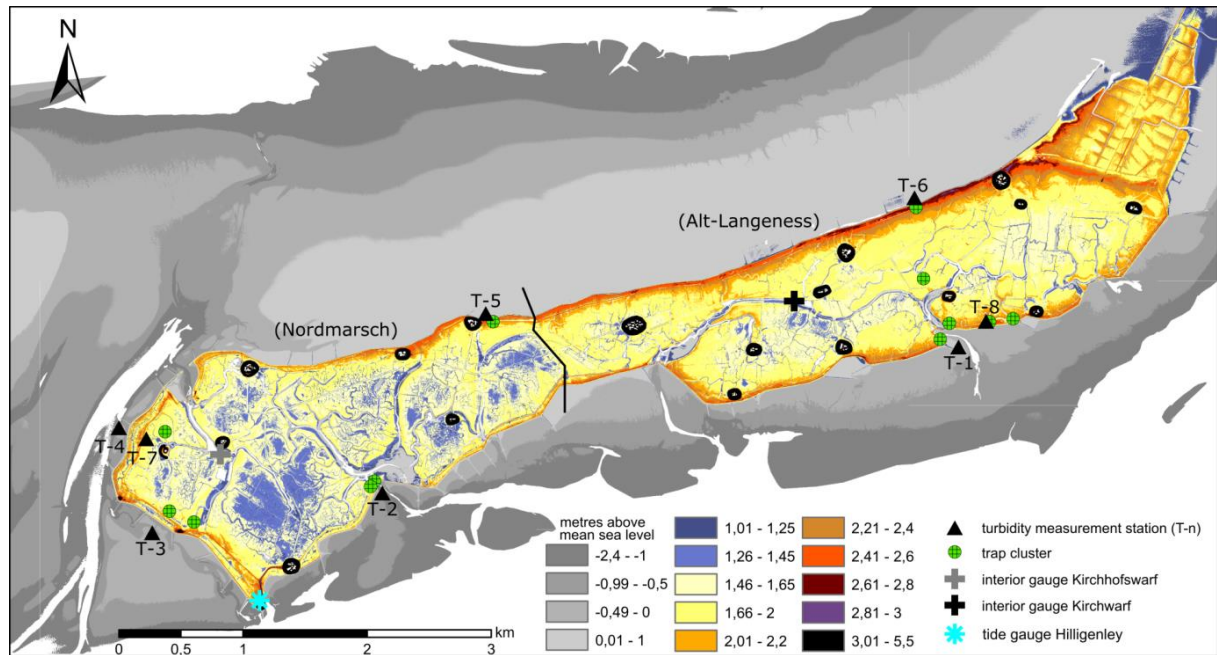 N
T-6
(Alt-Langeness)
T-5
(Nordmarsch)
T-8
T-1
T-4
T-7
T-2
T-3
metres above
mean sea level
-2,4 - -1
-0,99 - -0,5
-0,49 - 0
0,01 - 1
1,01 - 1,25
1,26 - 1,45
1,46 - 1,65
1,66 - 2
2,01 - 2,2
2,21 - 2,4
2,41 - 2,6
2,61 - 2,8
2,81 - 3
3,01 - 5,5
turbidity measurement station (T-n)
trap cluster
interior gauge Kirchhofswarf
interior gauge Kirchwarf
tide gauge Hilligenley
km
0 0.5 1 2 3